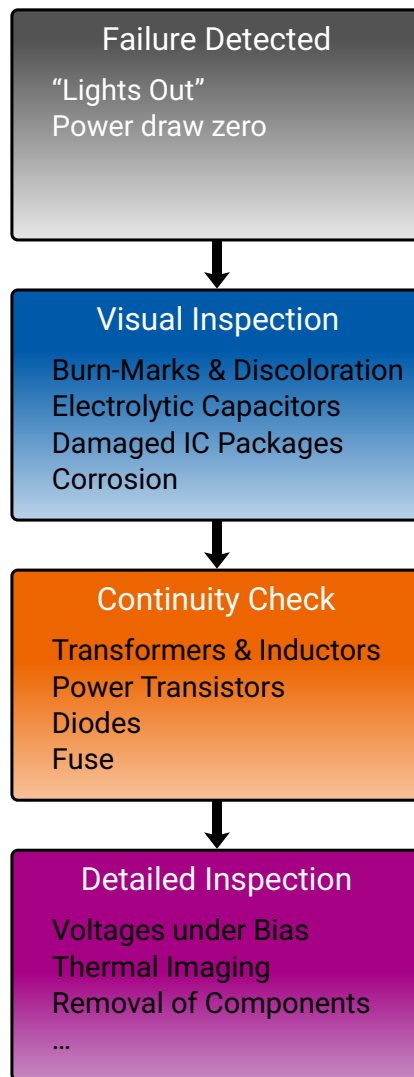 Failure Detected
“Lights Out”
Power draw zero
Visual Inspection
Burn-Marks & Discoloration
Electrolytic Capacitors
Damaged IC Packages
Corrosion
Continuity Check
Transformers & Inductors
Power Transistors
Diodes
Fuse
Detailed Inspection
Voltages under Bias
Thermal Imaging
Removal of Components
…